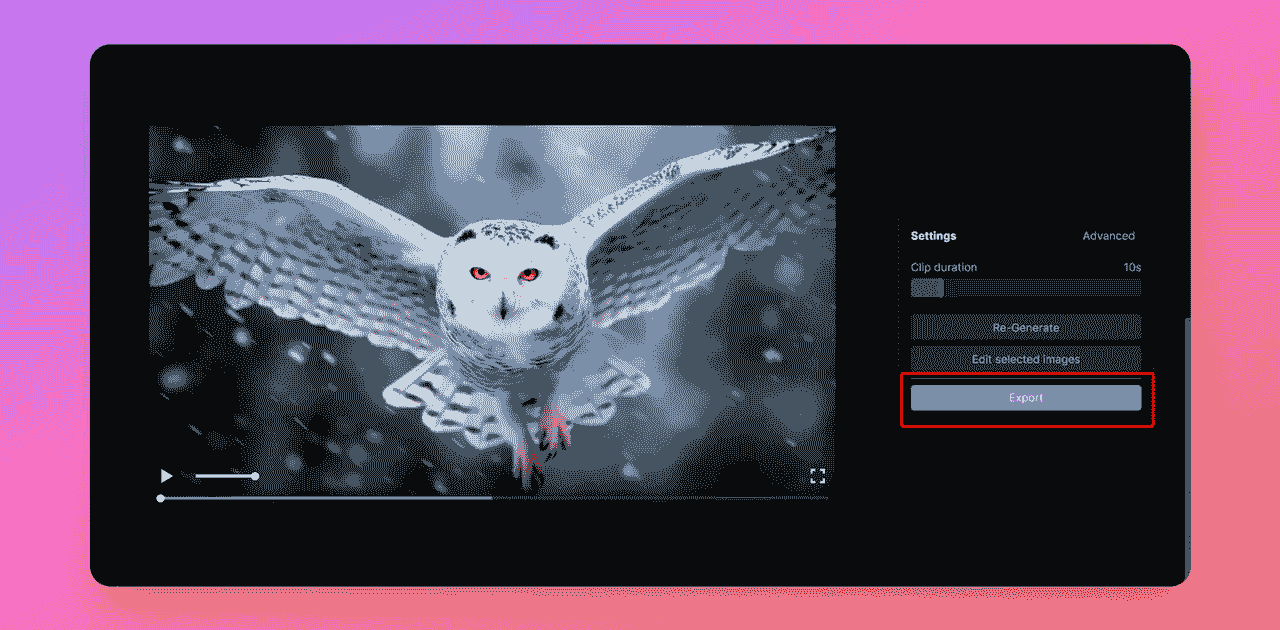 Settings Advanced
Clip duration 10s
Re-Generate
Edit selected images
Export